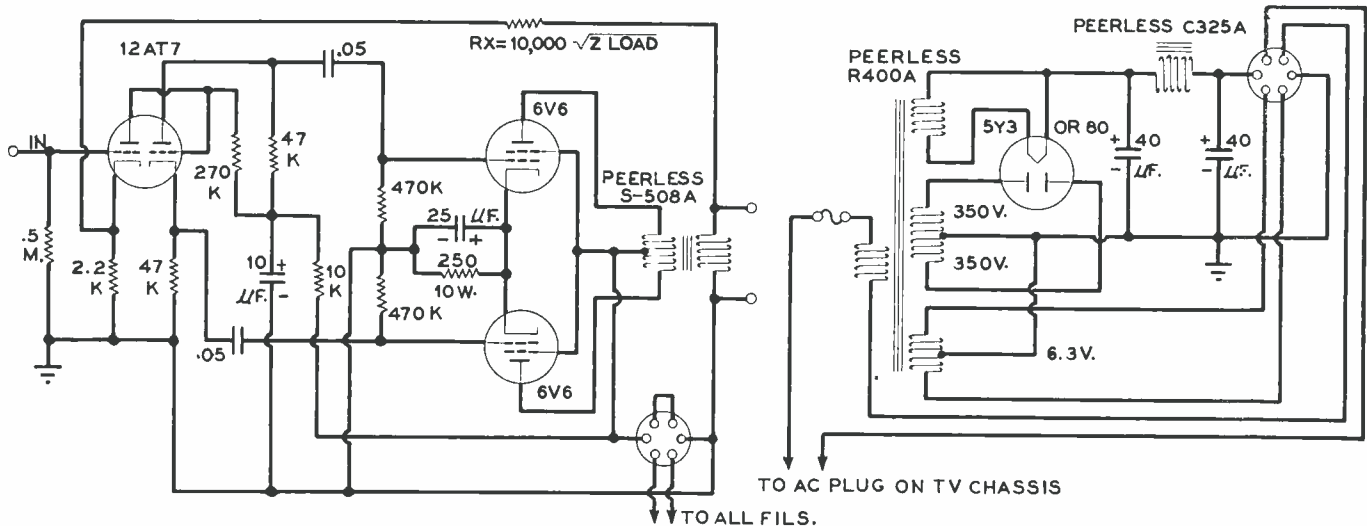 12AT7
.05
RX=10,000 √Z LOAD
IN
270
K
47
K
.5
M.
2.2
K
47
K
10 +
µF. -
10
K
.05
470K
25 µF.
- +
250
10 W.
470K
6V6
6V6
PEERLESS
S-508A
TO ALL FILS.
PEERLESS
R400A
PEERLESS C325A
5Y3
OR 80
+ 40
- µF.
+ 40
- µF.
350V.
350V.
6.3V.
TO AC PLUG ON TV CHASSIS